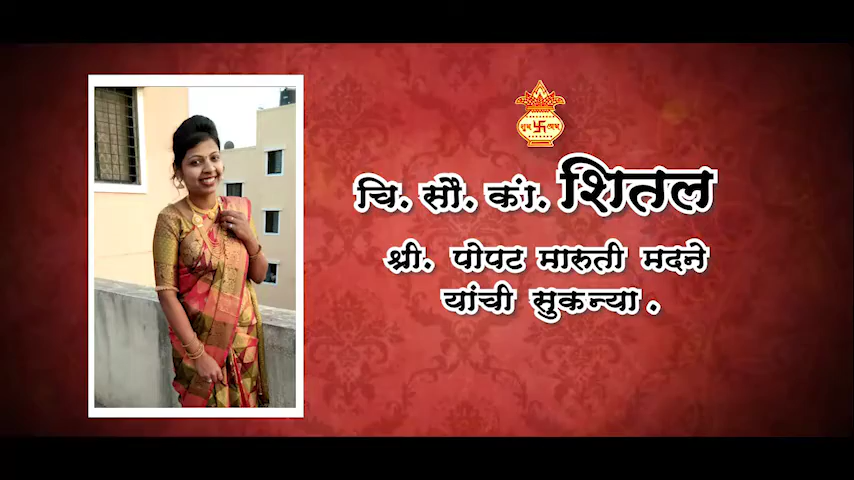 शुभ लाभ
चि. सौ. कां. शितल
श्री. पोपट मारुती मदने
यांची सुकन्या.